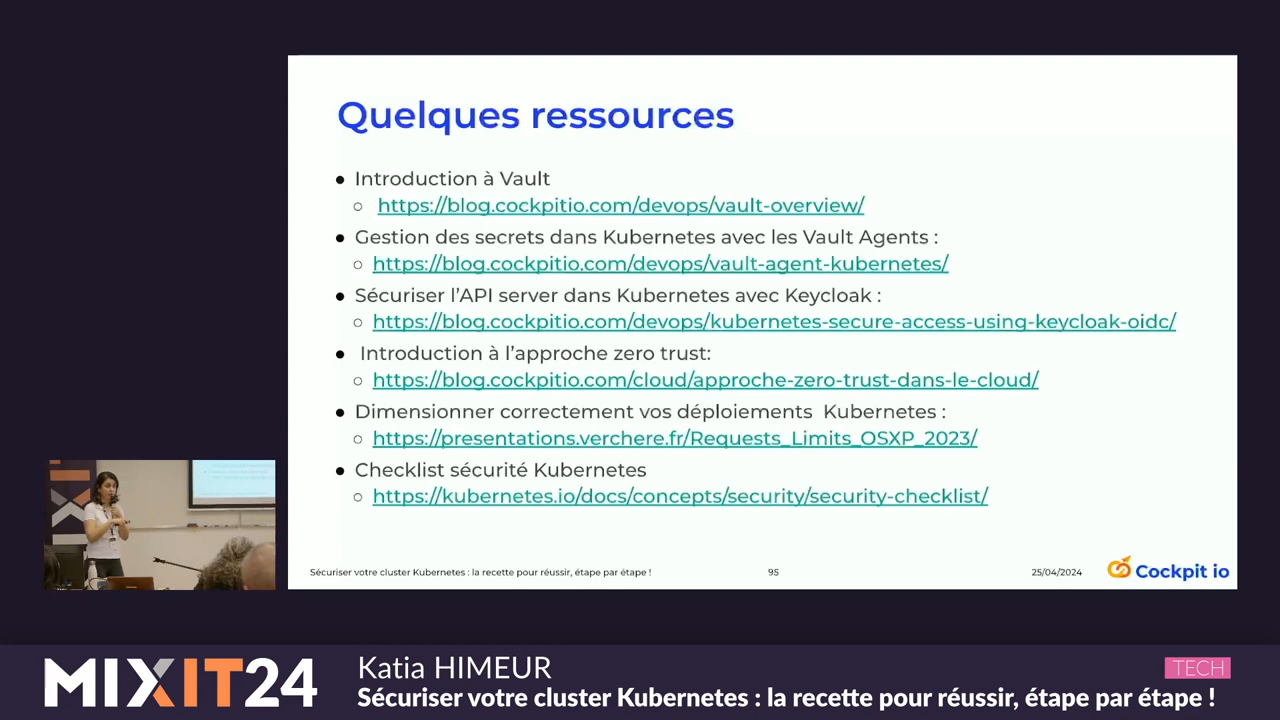 Quelques ressources
● Introduction à Vault
○ https://blog.cockpitio.com/devops/vault-overview/
● Gestion des secrets dans Kubernetes avec les Vault Agents :
○ https://blog.cockpitio.com/devops/vault-agent-kubernetes/
● Sécuriser l'API server dans Kubernetes avec Keycloak :
○ https://blog.cockpitio.com/devops/kubernetes-secure-access-using-keycloak-oidc/
● Introduction à l'approche zero trust:
○ https://blog.cockpitio.com/cloud/approche-zero-trust-dans-le-cloud/
● Dimensionner correctement vos déploiements Kubernetes :
○ https://presentations.verchere.fr/Requests_Limits_OSXP_2023/
● Checklist sécurité Kubernetes
○ https://kubernetes.io/docs/concepts/security/security-checklist/
Sécuriser votre cluster Kubernetes : la recette pour réussir, étape par étape ! 95 25/04/2024 Cockpit io
MIXIT24
Katia HIMEUR
TECH
Sécuriser votre cluster Kubernetes : la recette pour réussir, étape par étape !